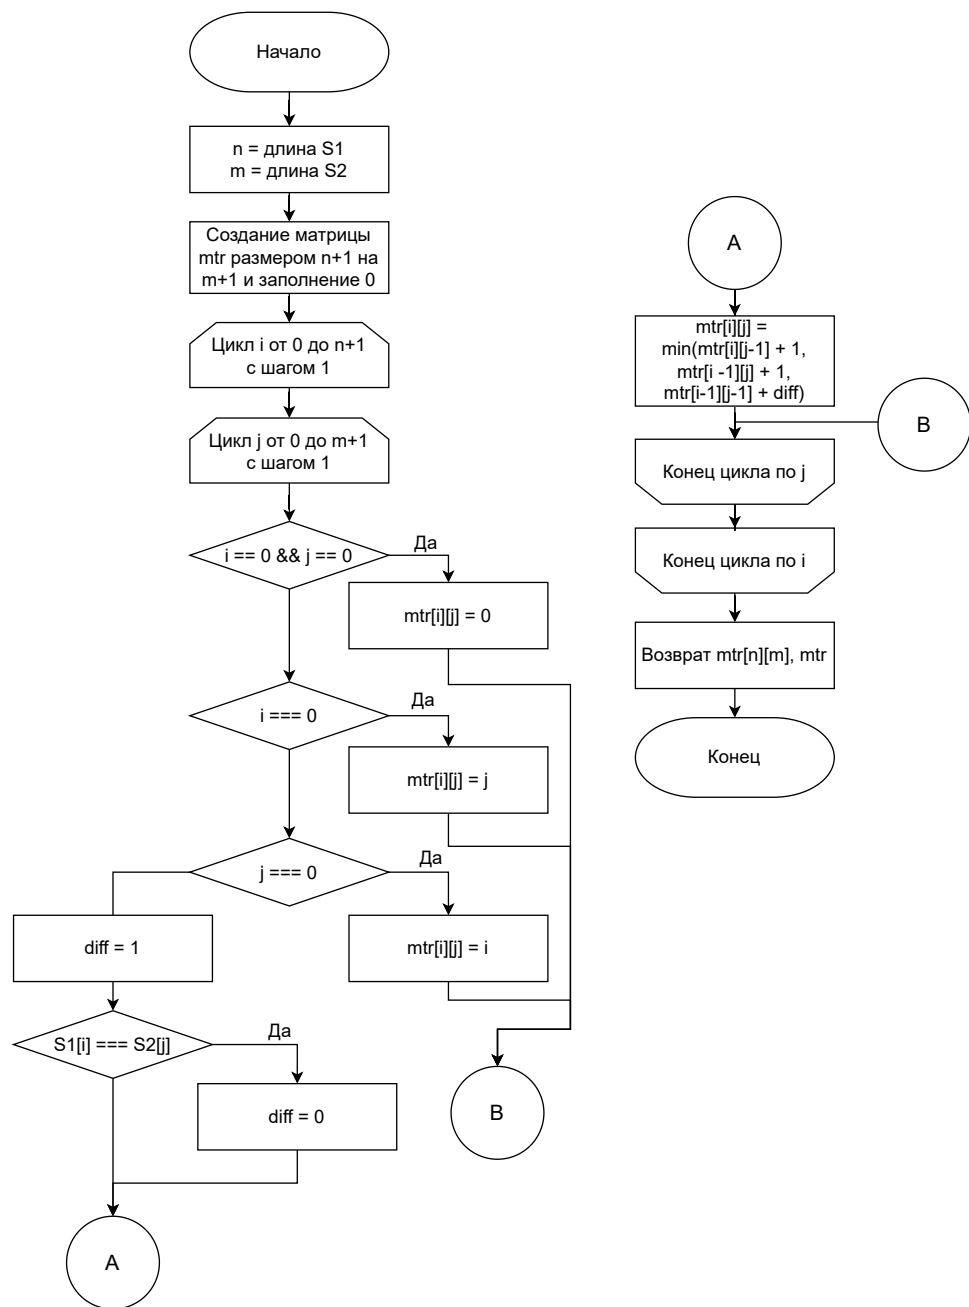 Начало
n = длина S1
m = длина S2
Создание матрицы
mtr размером n+1 на
m+1 и заполнение 0
Цикл i от 0 до n+1
с шагом 1
Цикл j от 0 до m+1
с шагом 1
i == 0 && j == 0
Да
mtr[i][j] = 0
i === 0
Да
mtr[i][j] = j
j === 0
Да
mtr[i][j] = i
diff = 1
S1[i] === S2[j]
Да
diff = 0
B
A
A
mtr[i][j] =
min(mtr[i][j-1] + 1,
mtr[i -1][j] + 1,
mtr[i-1][j-1] + diff)
B
Конец цикла по j
Конец цикла по i
Возврат mtr[n][m], mtr
Конец